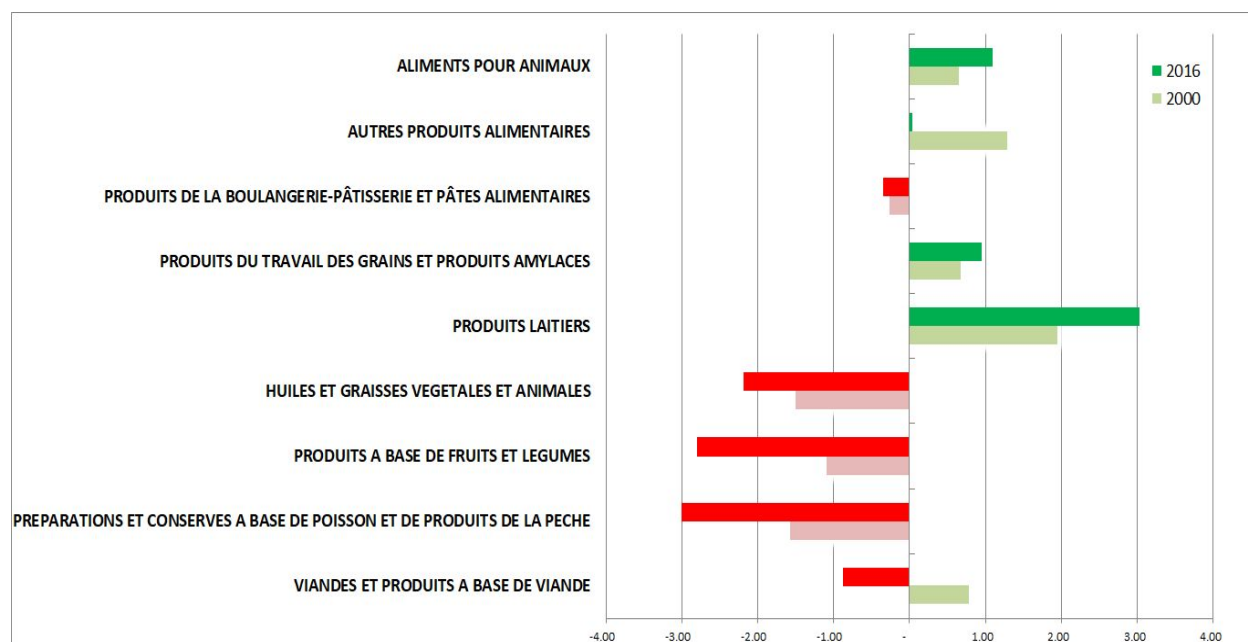 ALIMENTS POUR ANIMAUX
2016
2000
AUTRES PRODUITS ALIMENTAIRES
PRODUITS DE LA BOULANGERIE-PÂTISSERIE ET PÂTES ALIMENTAIRES
PRODUITS DU TRAVAIL DES GRAINS ET PRODUITS AMYLACES
PRODUITS LAITIERS
HUILES ET GRAISSES VEGETALES ET ANIMALES
PRODUITS A BASE DE FRUITS ET LEGUMES
PREPARATIONS ET CONSERVES A BASE DE POISSON ET DE PRODUITS DE LA PECHE
VIANDES ET PRODUITS A BASE DE VIANDE
-4.00 -3.00 -2.00 -1.00 - 1.00 2.00 3.00 4.00